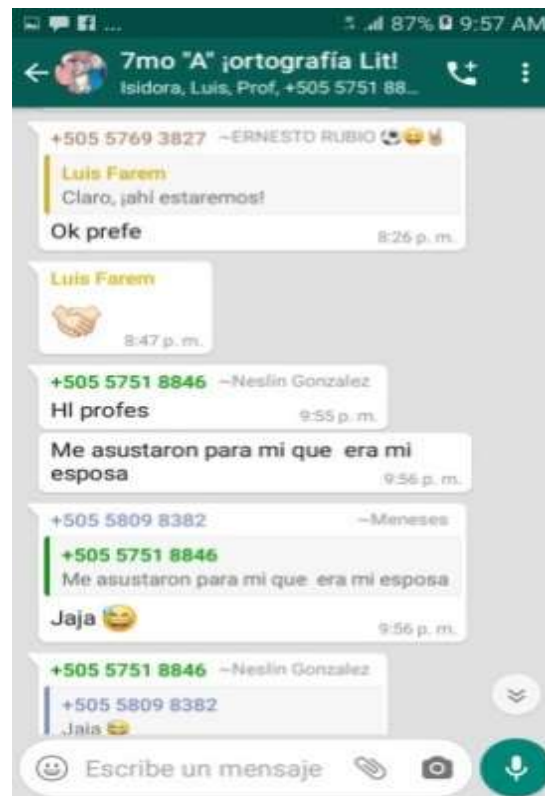 ... 87% 9:57 AM
7mo "A" ¡ortografía Lit!
Isidora, Luis, Prof, +505 5751 88...
+505 5769 3827 ~ERNESTO RUBIO
Luis Farem
Claro, ¡ahí estaremos!
Ok prefe
8:26 p. m.
Luis Farem
8:47 p. m.
+505 5751 8846 ~Neslin Gonzalez
HI profes
9:55 p. m.
Me asustaron para mi que era mi
esposa
9:56 p. m.
+505 5809 8382 ~Meneses
+505 5751 8846
Me asustaron para mi que era mi esposa
Jaja
9:56 p. m.
+505 5751 8846 ~Neslin Gonzalez
+505 5809 8382
Jaja
Escribe un mensaje